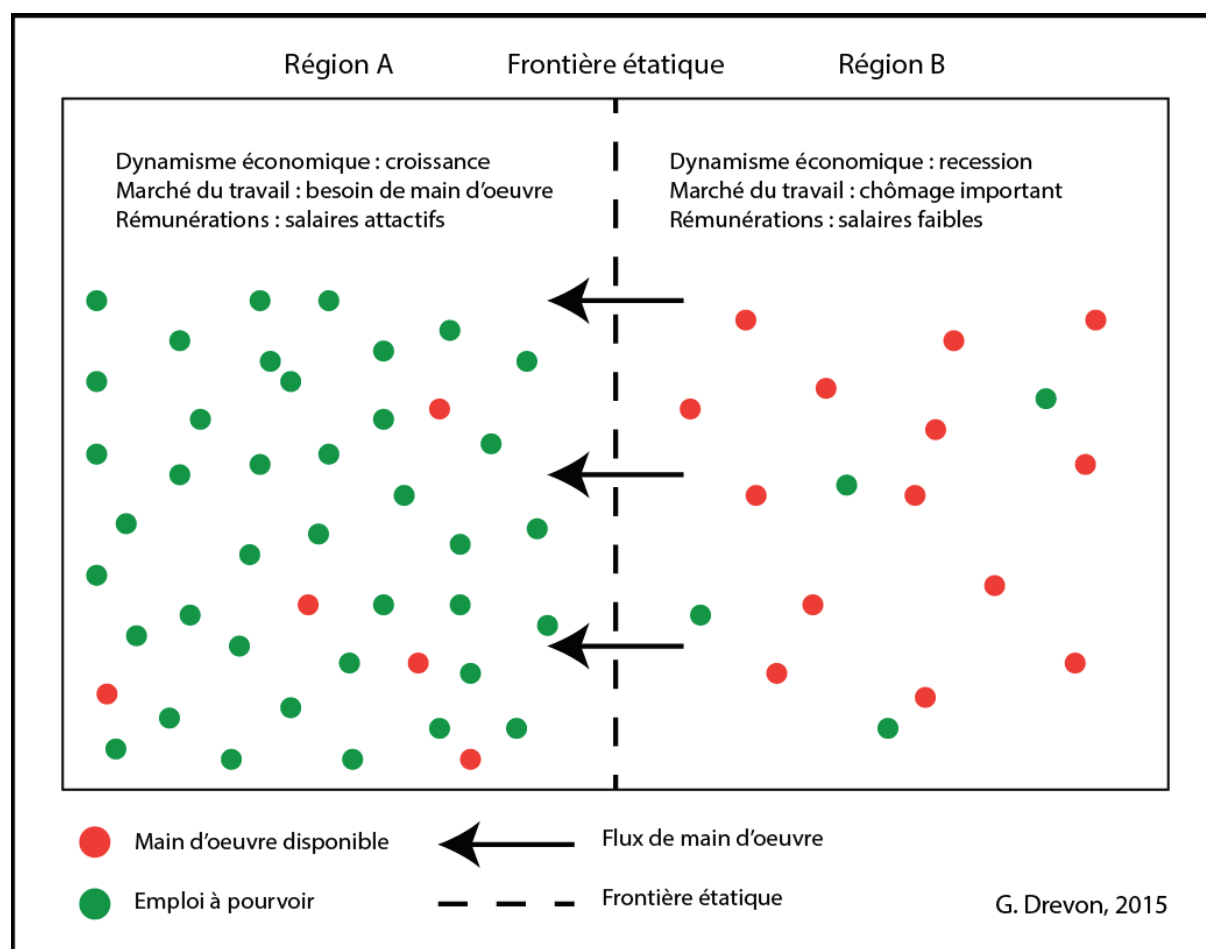 Région A
Frontière étatique
Région B
Dynamisme économique : croissance
Marché du travail : besoin de main d'oeuvre
Rémunérations : salaires attactifs
Dynamisme économique : recession
Marché du travail : chômage important
Rémunérations : salaires faibles
Main d'oeuvre disponible
Flux de main d'oeuvre
Emploi à pourvoir
Frontière étatique
G. Drevon, 2015